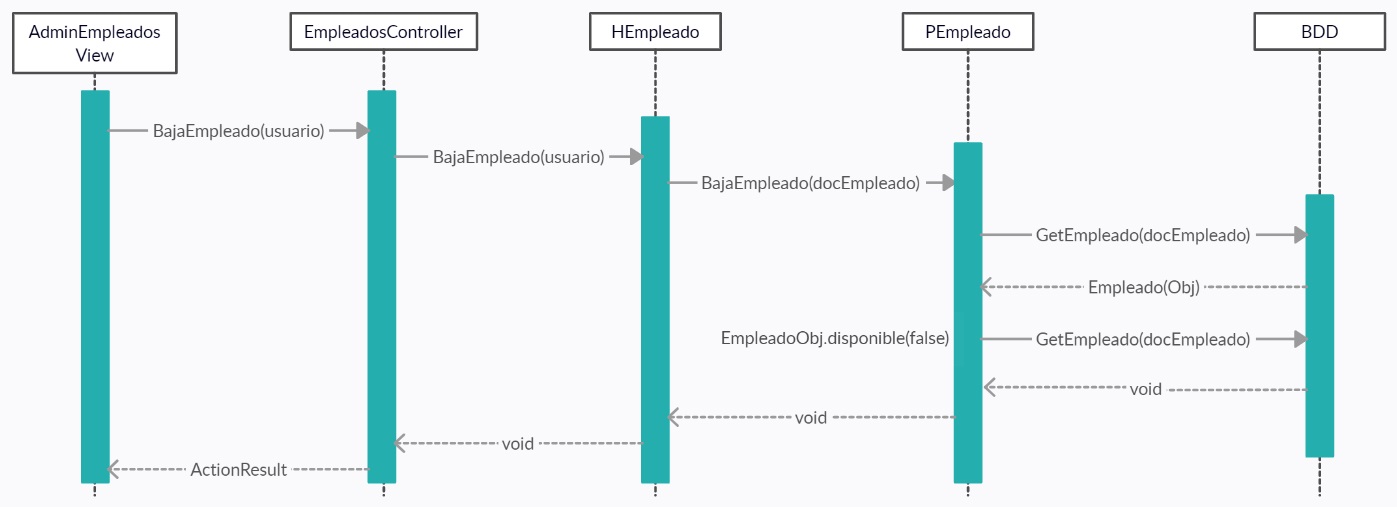 AdminEmpleados
View
EmpleadosController
HEmpleado
PEmpleado
BDD
BajaEmpleado(usuario)
BajaEmpleado(usuario)
BajaEmpleado(docEmpleado)
GetEmpleado(docEmpleado)
Empleado(Obj)
EmpleadoObj.disponible(false)
GetEmpleado(docEmpleado)
void
void
void
ActionResult